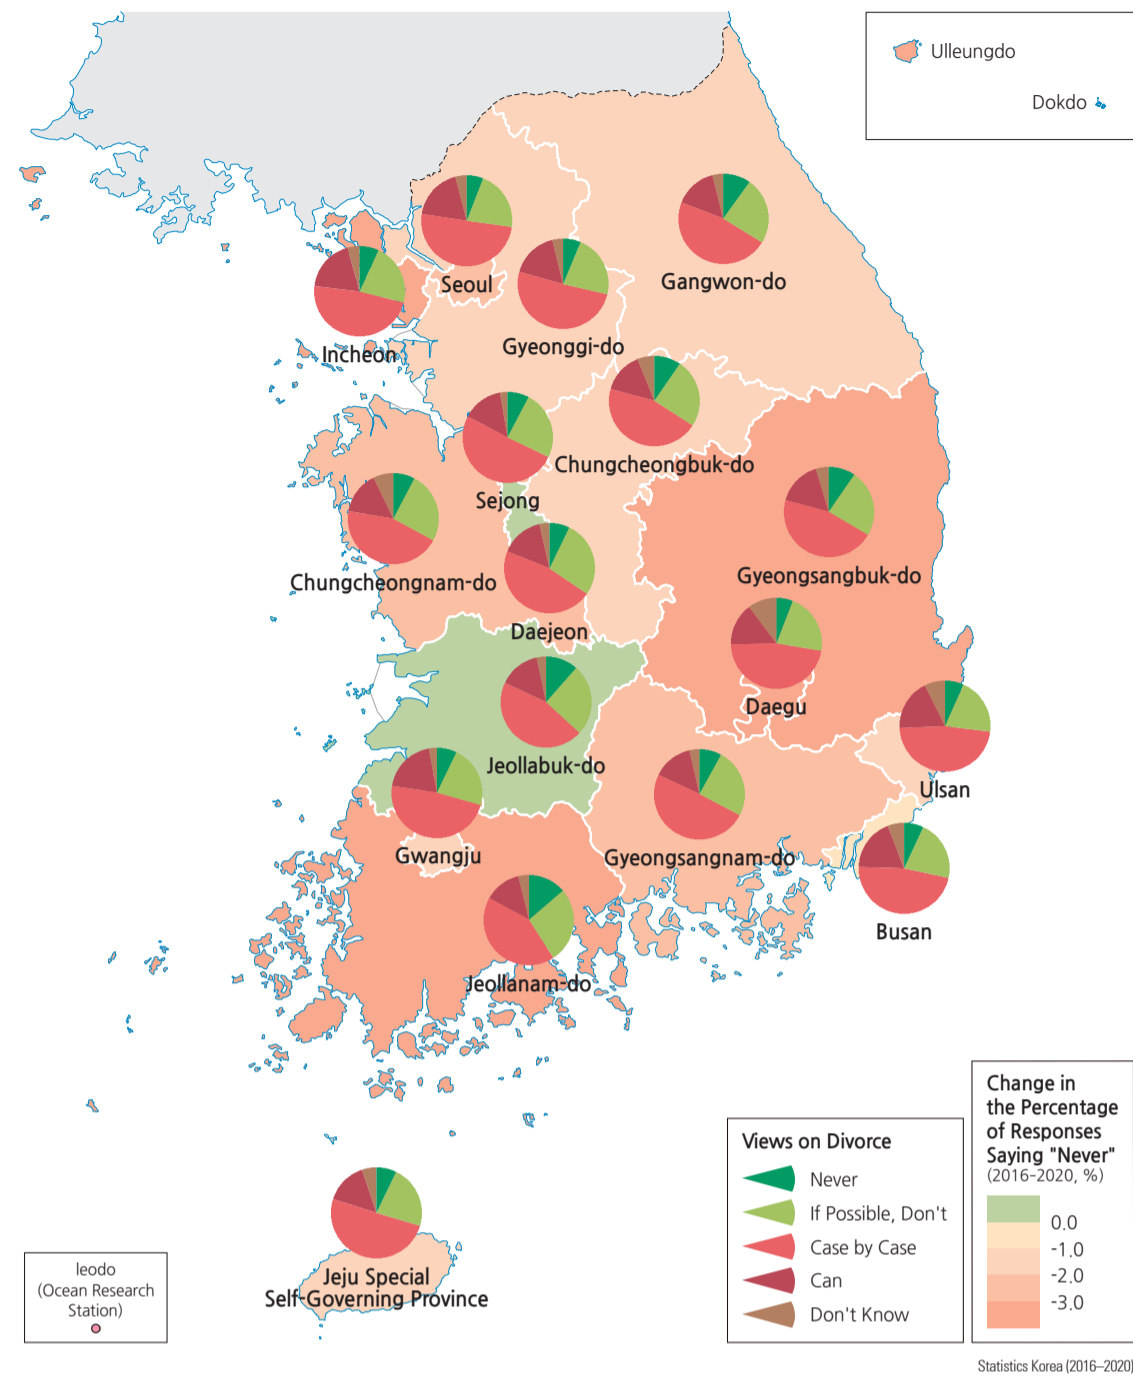 Ulleungdo
Dokdo
Seoul
Gangwon-do
Incheon
Gyeonggi-do
Chungcheongbuk-do
Sejong
Chungcheongnam-do
Gyeongsangbuk-do
Daejeon
Daegu
Jeollabuk-do
Ulsan
Gwangju
Gyeongsangnam-do
Busan
Jeollanam-do
Jeju Special
Self-Governing Province
Ieodo
(Ocean Research
Station)
Views on Divorce
Never
If Possible, Don't
Case by Case
Can
Don't Know
Change in
the Percentage
of Responses
Saying "Never"
(2016-2020, %)
0.0
-1.0
-2.0
-3.0
Statistics Korea (2016–2020)